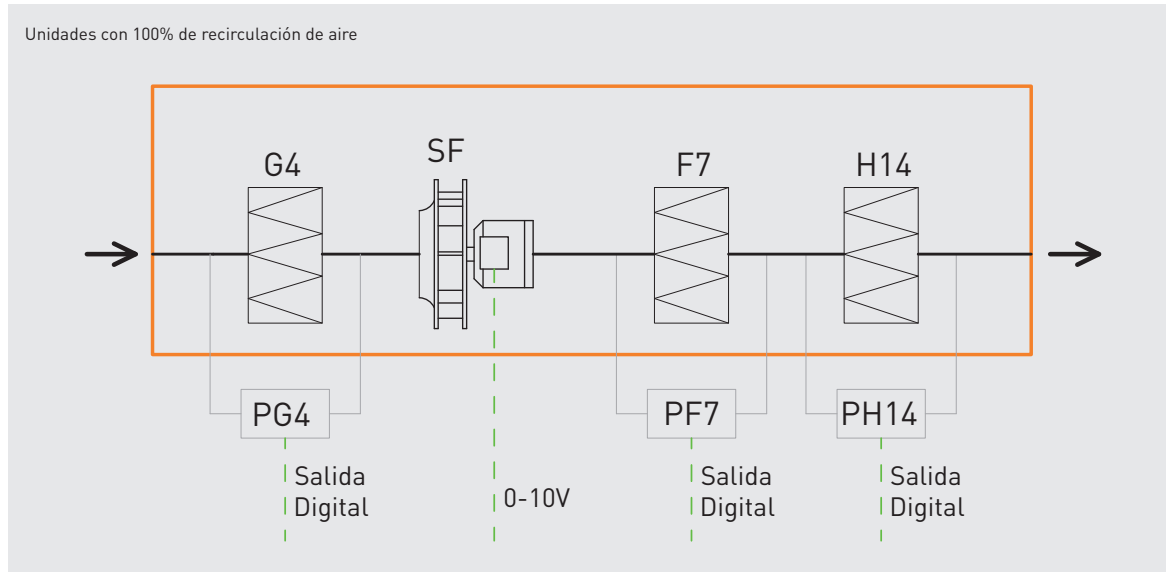 Unidades con 100% de recirculación de aire
G4
SF
F7
H14
PG4
PF7
PH14
Salida
Digital
0-10V
Salida
Digital
Salida
Digital